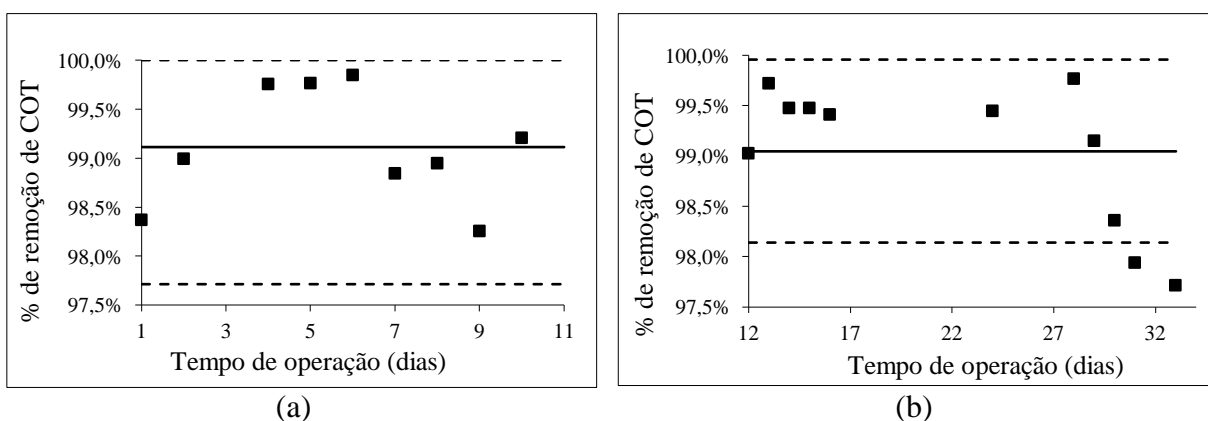 % de remoção de COT
100,0%
99,5%
99,0%
98,5%
98,0%
97,5%
1 3 5 7 9 11
Tempo de operação (dias)
(a)
% de remoção de COT
100,0%
99,5%
99,0%
98,5%
98,0%
97,5%
12 17 22 27 32
Tempo de operação (dias)
(b)